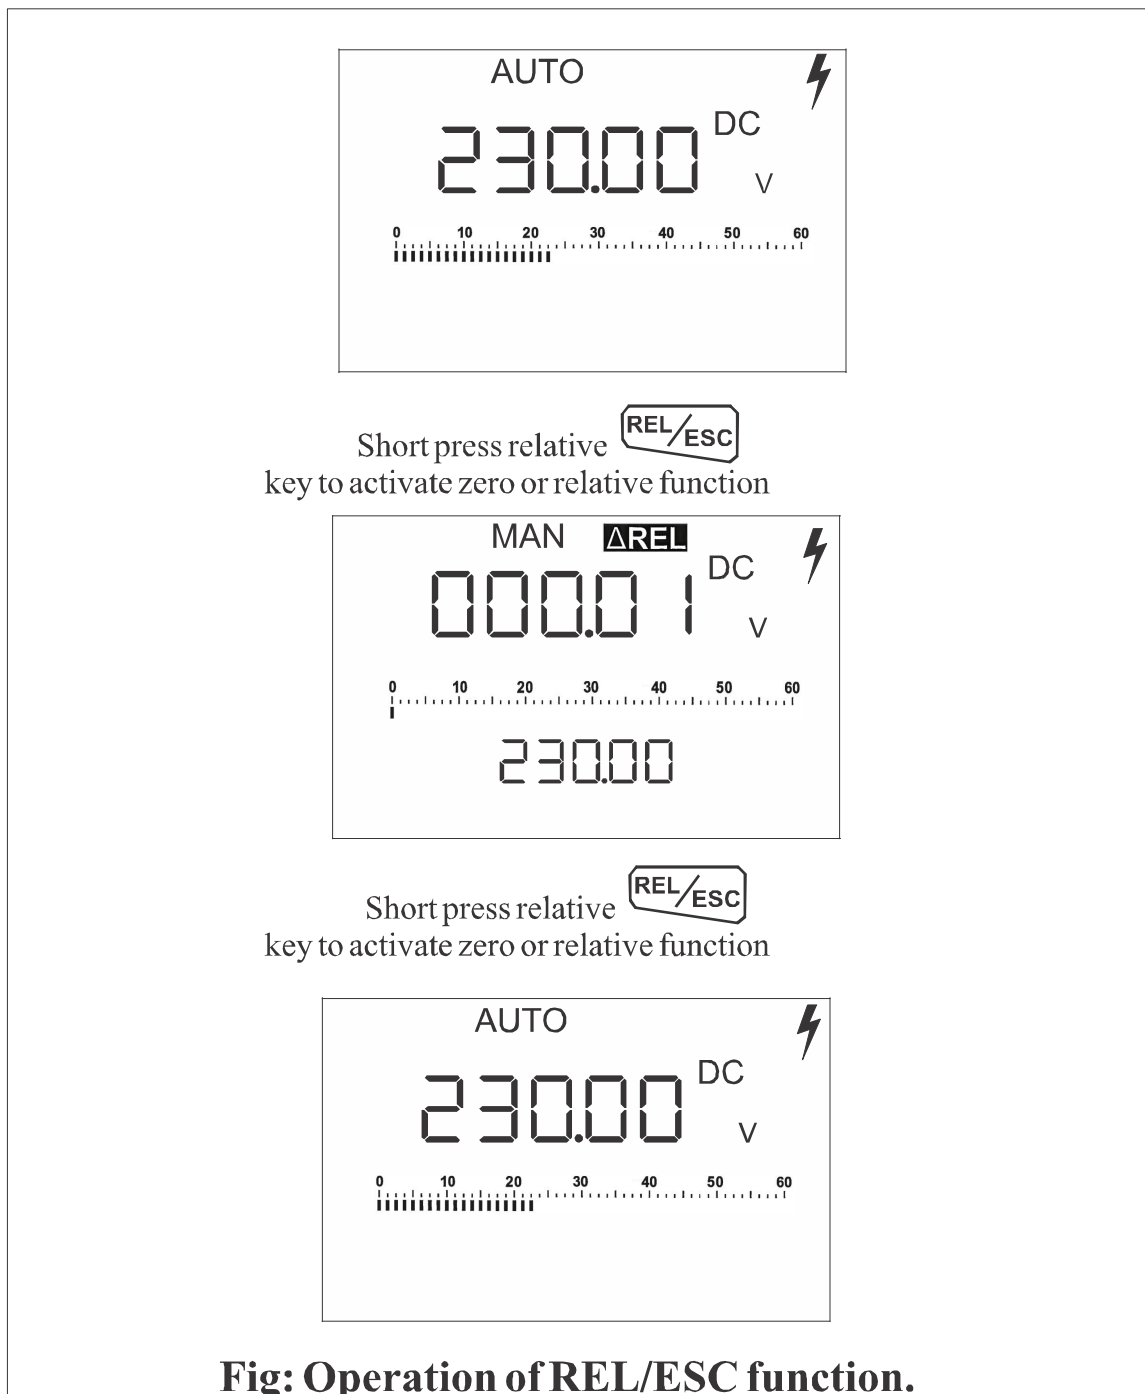 AUTO
230.00 DC V
0 10 20 30 40 50 60
Short press relative REL/ESC
key to activate zero or relative function
MAN ΔREL
000.01 DC V
0 10 20 30 40 50 60
230.00
Short press relative REL/ESC
key to activate zero or relative function
AUTO
230.00 DC V
0 10 20 30 40 50 60
Fig: Operation of REL/ESC function.